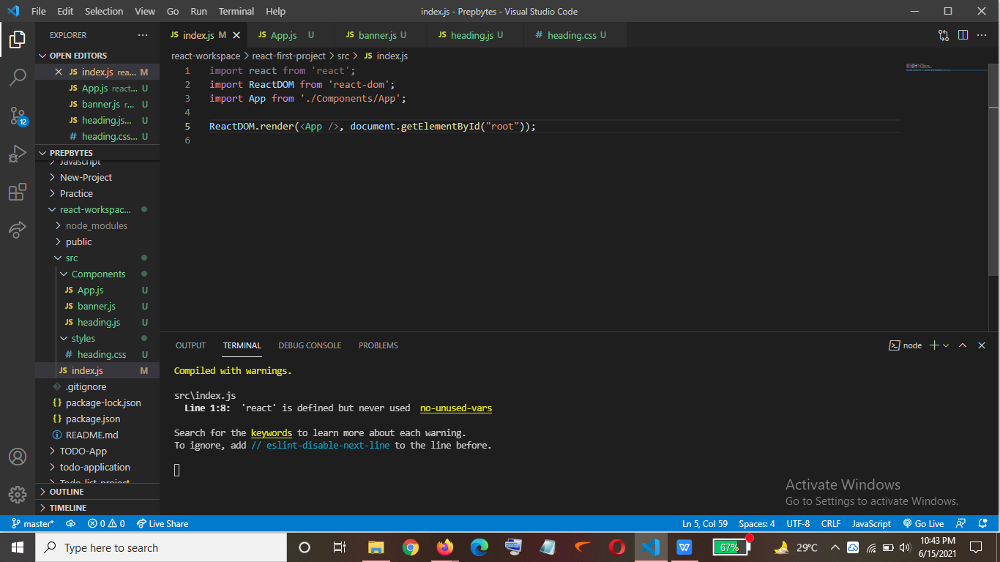 File Edit Selection View Go Run Terminal Help
index.js - Prepbytes - Visual Studio Code
EXPLORER
OPEN EDITORS
index.js rea... M
App.js react... U
banner.js r... U
heading.js... U
# heading.css... U
PREPBYTES
Javascript
New-Project
Practice
react-workspac...
node_modules
public
src
Components
JS App.js U
JS banner.js U
JS heading.js U
styles
# heading.css U
JS index.js M
.gitignore
{} package-lock.json
{} package.json
README.md
TODO-App
todo-application
Todo-list-project
OUTLINE
TIMELINE
12
JS index.js M
JS App.js U
JS banner.js U
JS heading.js U
# heading.css U
react-workspace > react-first-project > src > JS index.js
1 import react from 'react';
2 import ReactDOM from 'react-dom';
3 import App from './Components/App';
4
5 ReactDOM.render(<App />, document.getElementById("root"));
6
OUTPUT TERMINAL DEBUG CONSOLE PROBLEMS
node
Compiled with warnings.
src\index.js
Line 1:8: 'react' is defined but never used no-unused-vars
Search for the keywords to learn more about each warning.
To ignore, add // eslint-disable-next-line to the line before.
Activate Windows
Go to Settings to activate Windows.
master* 0 0 Live Share
Ln 5, Col 59 Spaces: 4 UTF-8 CRLF JavaScript Go Live
Type here to search
67%
29°C
10:43 PM
6/15/2021